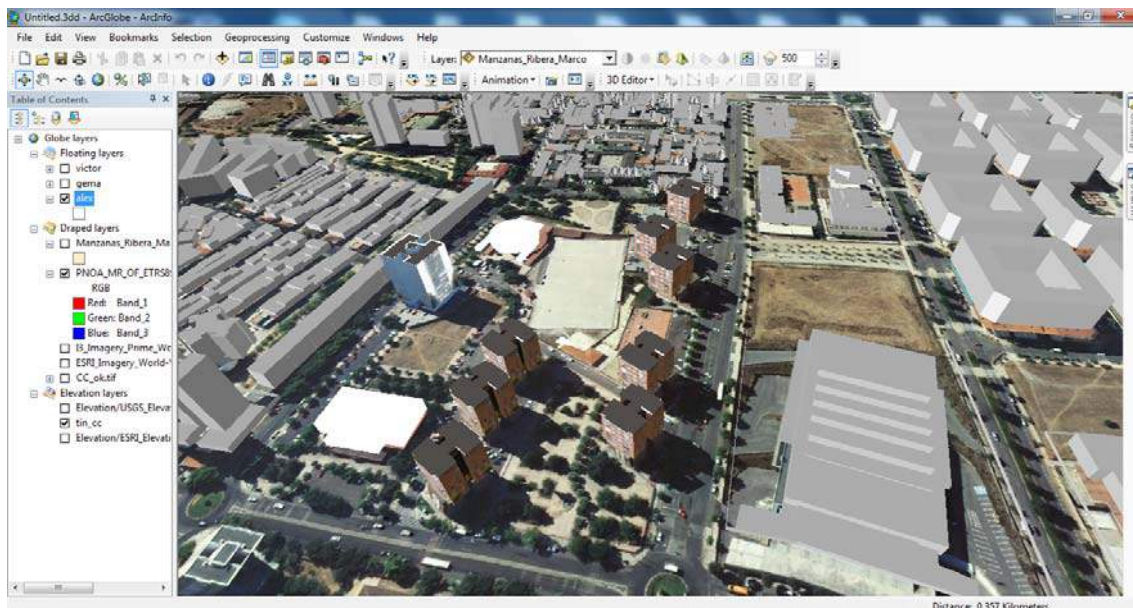 Untitled.3dd - ArcGlobe - ArcInfo
File Edit View Bookmarks Selection Geoprocessing Customize Windows Help
Layer: Manzanas_Ribera_Marco 500
Animation 3D Editor
Table of Contents
Globe layers
Floating layers
victor
gema
alex
Draped layers
Manzanas_Ribera_Ma
PNOA_MR_OF_ETRS8
RGB
Red: Band_1
Green: Band_2
Blue: Band_3
I3_Imagery_Prime_Wo
ESRI_Imagery_World-
CC_ok.tif
Elevation layers
Elevation/USGS_Eleva
tin_cc
Elevation/ESRI_Elevati
Distance: 0,357 Kilometers